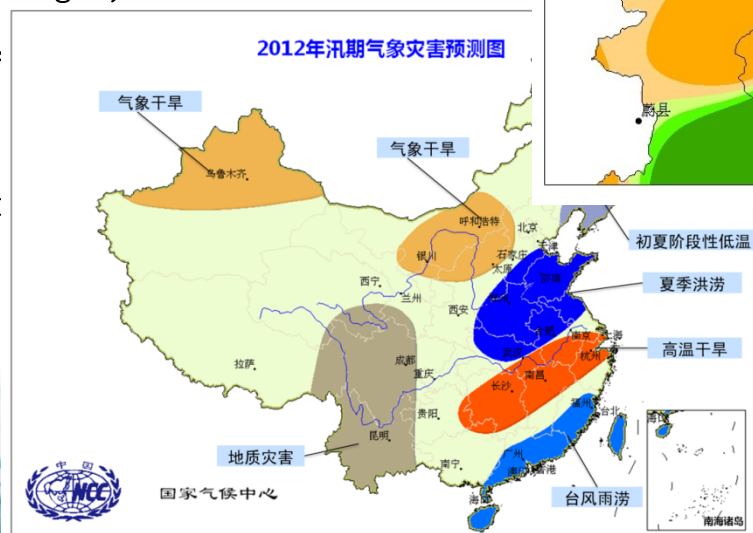 2012年汛期气象灾害预测图
蔚县
气象干旱
气象干旱
乌鲁木齐
呼和浩特
北京
天津
初夏阶段性低温
银川
石家庄
太原
济南
夏季洪涝
西宁
兰州
西安
郑州
合肥
南京
上海
武汉
杭州
高温干旱
拉萨
成都
重庆
南昌
长沙
贵阳
福州
台北
昆明
地质灾害
广州
南宁
香港
海口
台风雨涝
中国
NCC
国家气候中心
南海诸岛